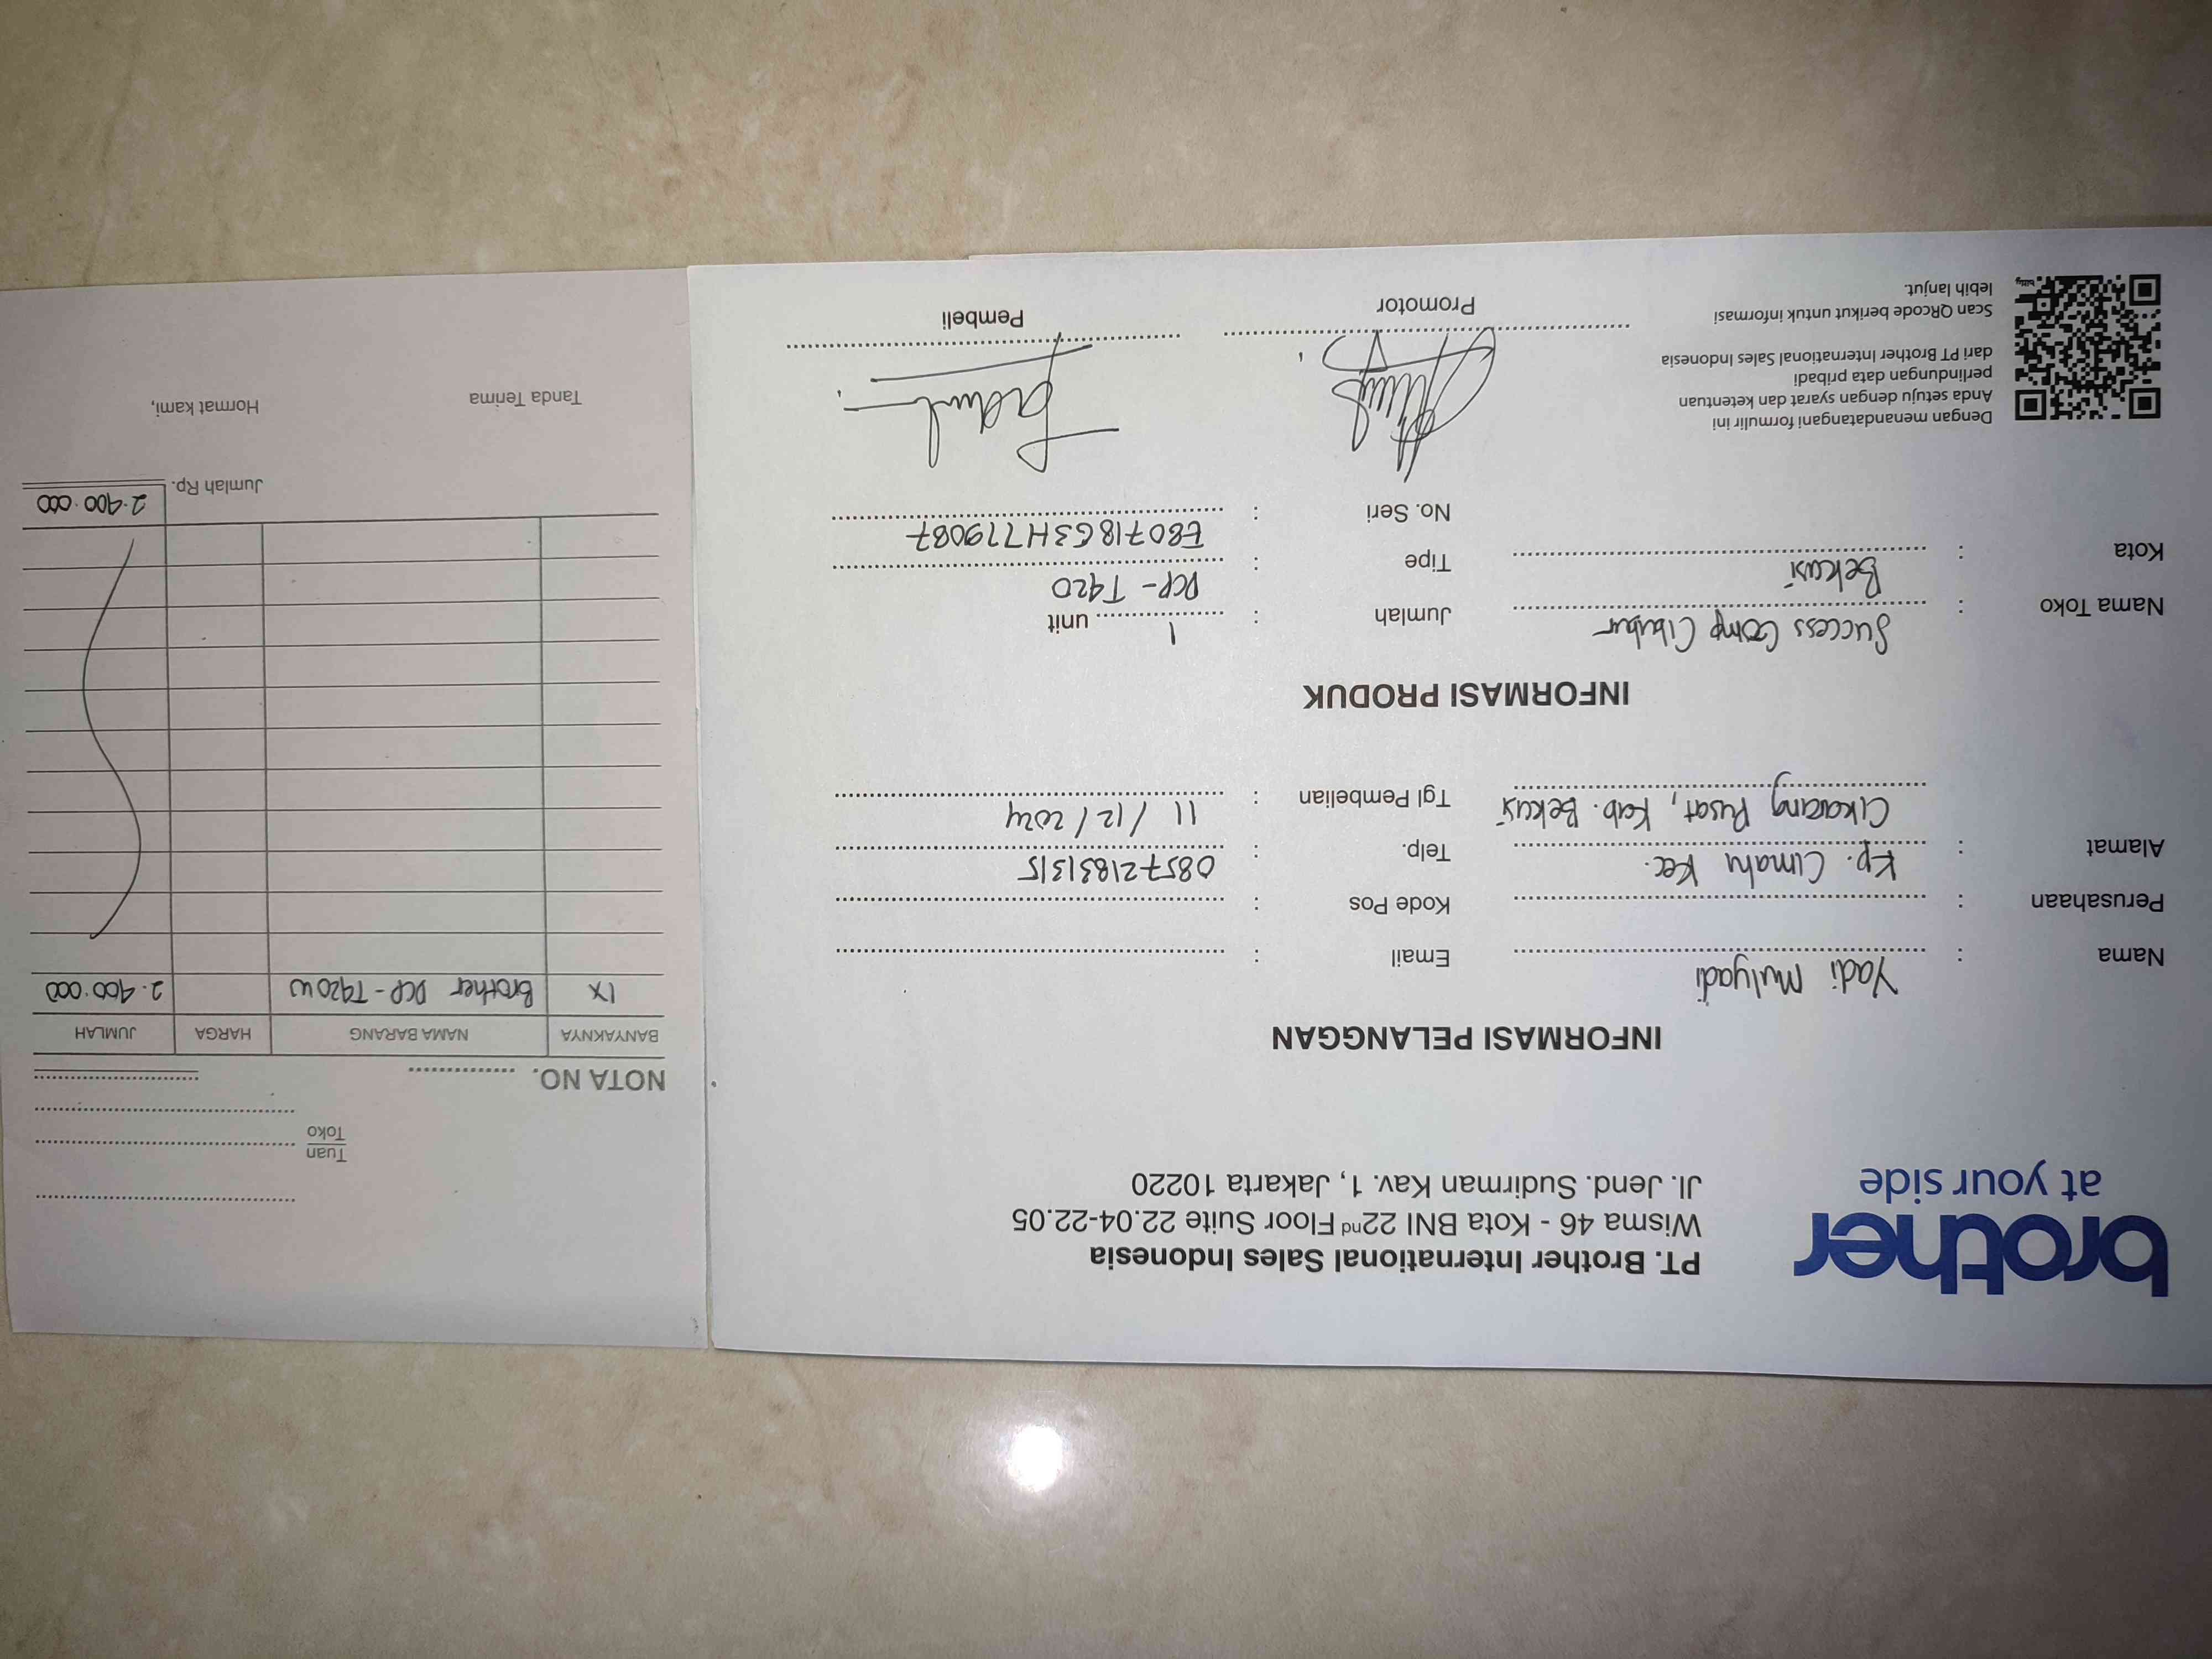 brother
at your side
PT. Brother International Sales Indonesia
Wisma 46 - Kota BNI 22nd Floor Suite 22.04-22.05
Jl. Jend. Sudirman Kav. 1, Jakarta 10220
INFORMASI PELANGGAN
Nama : Yadi Mulyadi
Email :
Perusahaan :
Kode Pos :
Alamat : Kp. Cimahi Kec.
Cikarang Pusat, Kab. Bekasi
Telp. : 085721831315
Tgl Pembelian : 11 / 12 / 2024
INFORMASI PRODUK
Nama Toko : Success Comp Cibubur
Jumlah : 1 unit
Kota : Bekasi
Tipe : DCP - T420
No. Seri : E80718G3H779087
Dengan menandatangani formulir ini
Anda setuju dengan syarat dan ketentuan
perlindungan data pribadi
dari PT Brother International Sales Indonesia
Scan QRcode berikut untuk informasi
lebih lanjut.
Promotor
Pembeli
Tuan
Toko
NOTA NO.
BANYAKNYA NAMA BARANG HARGA JUMLAH
1X Brother DCP - T420W 2.400.000
Jumlah Rp. 2.400.000
Tanda Terima Hormat kami,